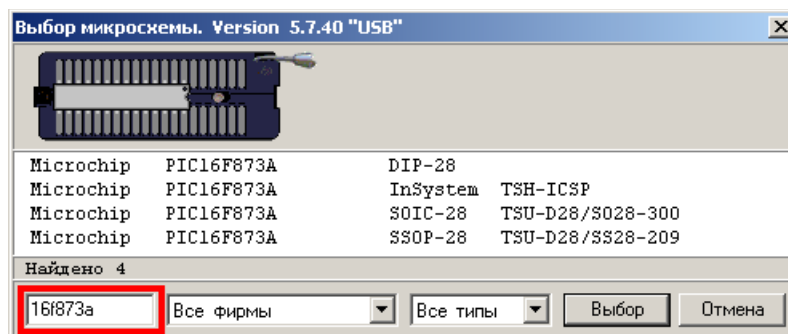 Выбор микросхемы. Version 5.7.40 "USB"
Microchip PIC16F873A DIP-28
Microchip PIC16F873A InSystem TSH-ICSP
Microchip PIC16F873A SOIC-28 TSU-D28/SO28-300
Microchip PIC16F873A SSOP-28 TSU-D28/SS28-209
Найдено 4
16f873a Все фирмы Все типы Выбор Отмена